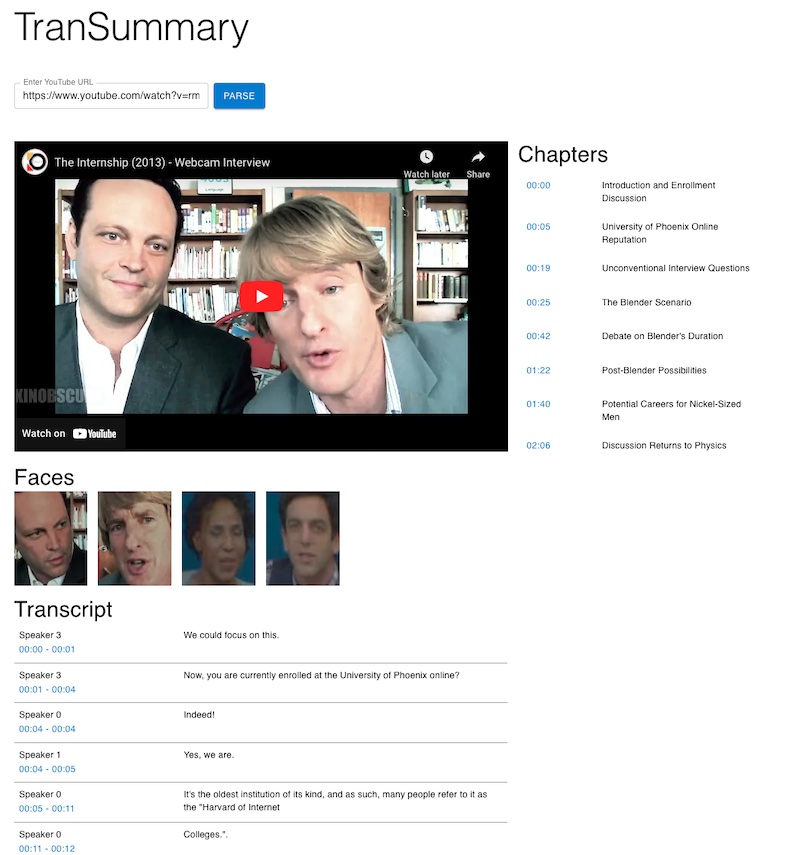 TranSummary
Enter YouTube URL
https://www.youtube.com/watch?v=rm
PARSE
The Internship (2013) - Webcam Interview
Watch later
Share
KINOBSCU
Watch on YouTube
Chapters
00:00 Introduction and Enrollment
Discussion
00:05 University of Phoenix Online
Reputation
00:19 Unconventional Interview Questions
00:25 The Blender Scenario
00:42 Debate on Blender's Duration
01:22 Post-Blender Possibilities
01:40 Potential Careers for Nickel-Sized
Men
02:06 Discussion Returns to Physics
Faces
Transcript
Speaker 3 We could focus on this.
00:00 - 00:01
Speaker 3 Now, you are currently enrolled at the University of Phoenix online?
00:01 - 00:04
Speaker 0 Indeed!
00:04 - 00:04
Speaker 1 Yes, we are.
00:04 - 00:05
Speaker 0 It's the oldest institution of its kind, and as such, many people refer to it as
00:05 - 00:11 the "Harvard of Internet
Speaker 0 Colleges.".
00:11 - 00:12